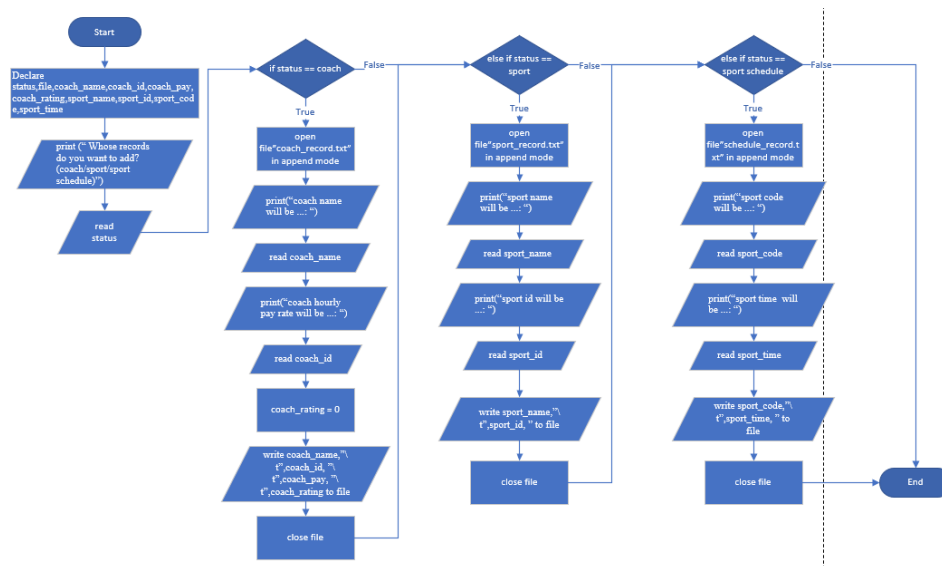 Start
Declare
status,file,coach_name,coach_id,coach_pay,
coach_rating,sport_name,sport_id,sport_cod
e,sport_time
print (“ Whose records
do you want to add?
(coach/sport/sport
schedule)”)
read
status
if status == coach
False
True
open
file“coach_record.txt”
in append mode
print(“coach name
will be ...: “)
read coach_name
print(“coach hourly
pay rate will be ...: “)
read coach_id
coach_rating = 0
write coach_name,”\
t”,coach_id, ”\
t”,coach_pay, ”\
t”,coach_rating to file
close file
else if status ==
sport
False
True
open
file“sport_record.txt”
in append mode
print(“sport name
will be ...: “)
read sport_name
print(“sport id will be
...: “)
read sport_id
write sport_name,”\
t”,sport_id, ” to file
close file
else if status ==
sport schedule
False
True
open
file“schedule_record.t
xt” in append mode
print(“sport code
will be ...: “)
read sport_code
print(“sport time will
be ...: “)
read sport_time
write sport_code,”\
t”,sport_time, ” to
file
close file
End